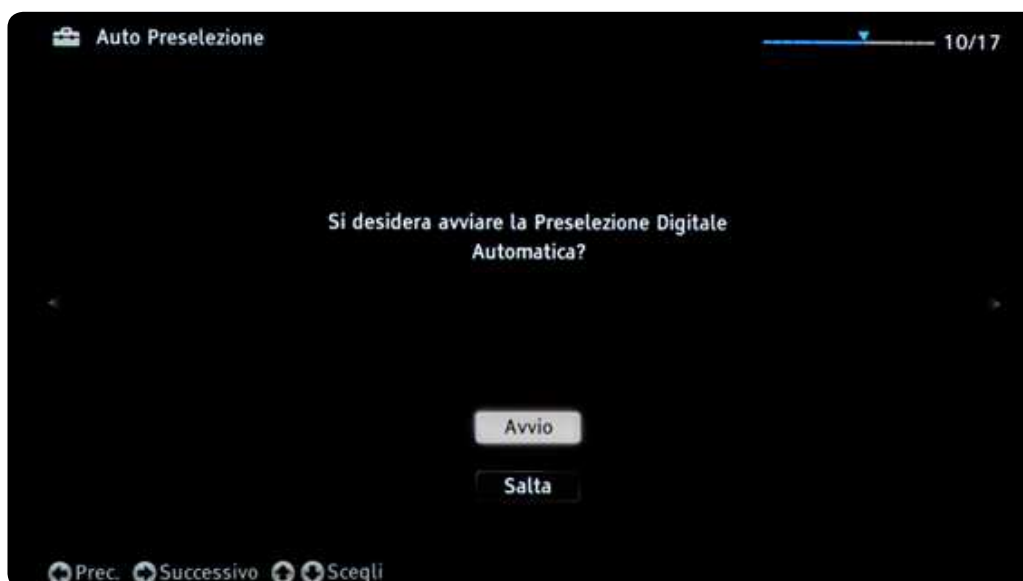 Auto Preselezione
10/17
Si desidera avviare la Preselezione Digitale
Automatica?
Avvio
Salta
Prec. Successivo Scegli